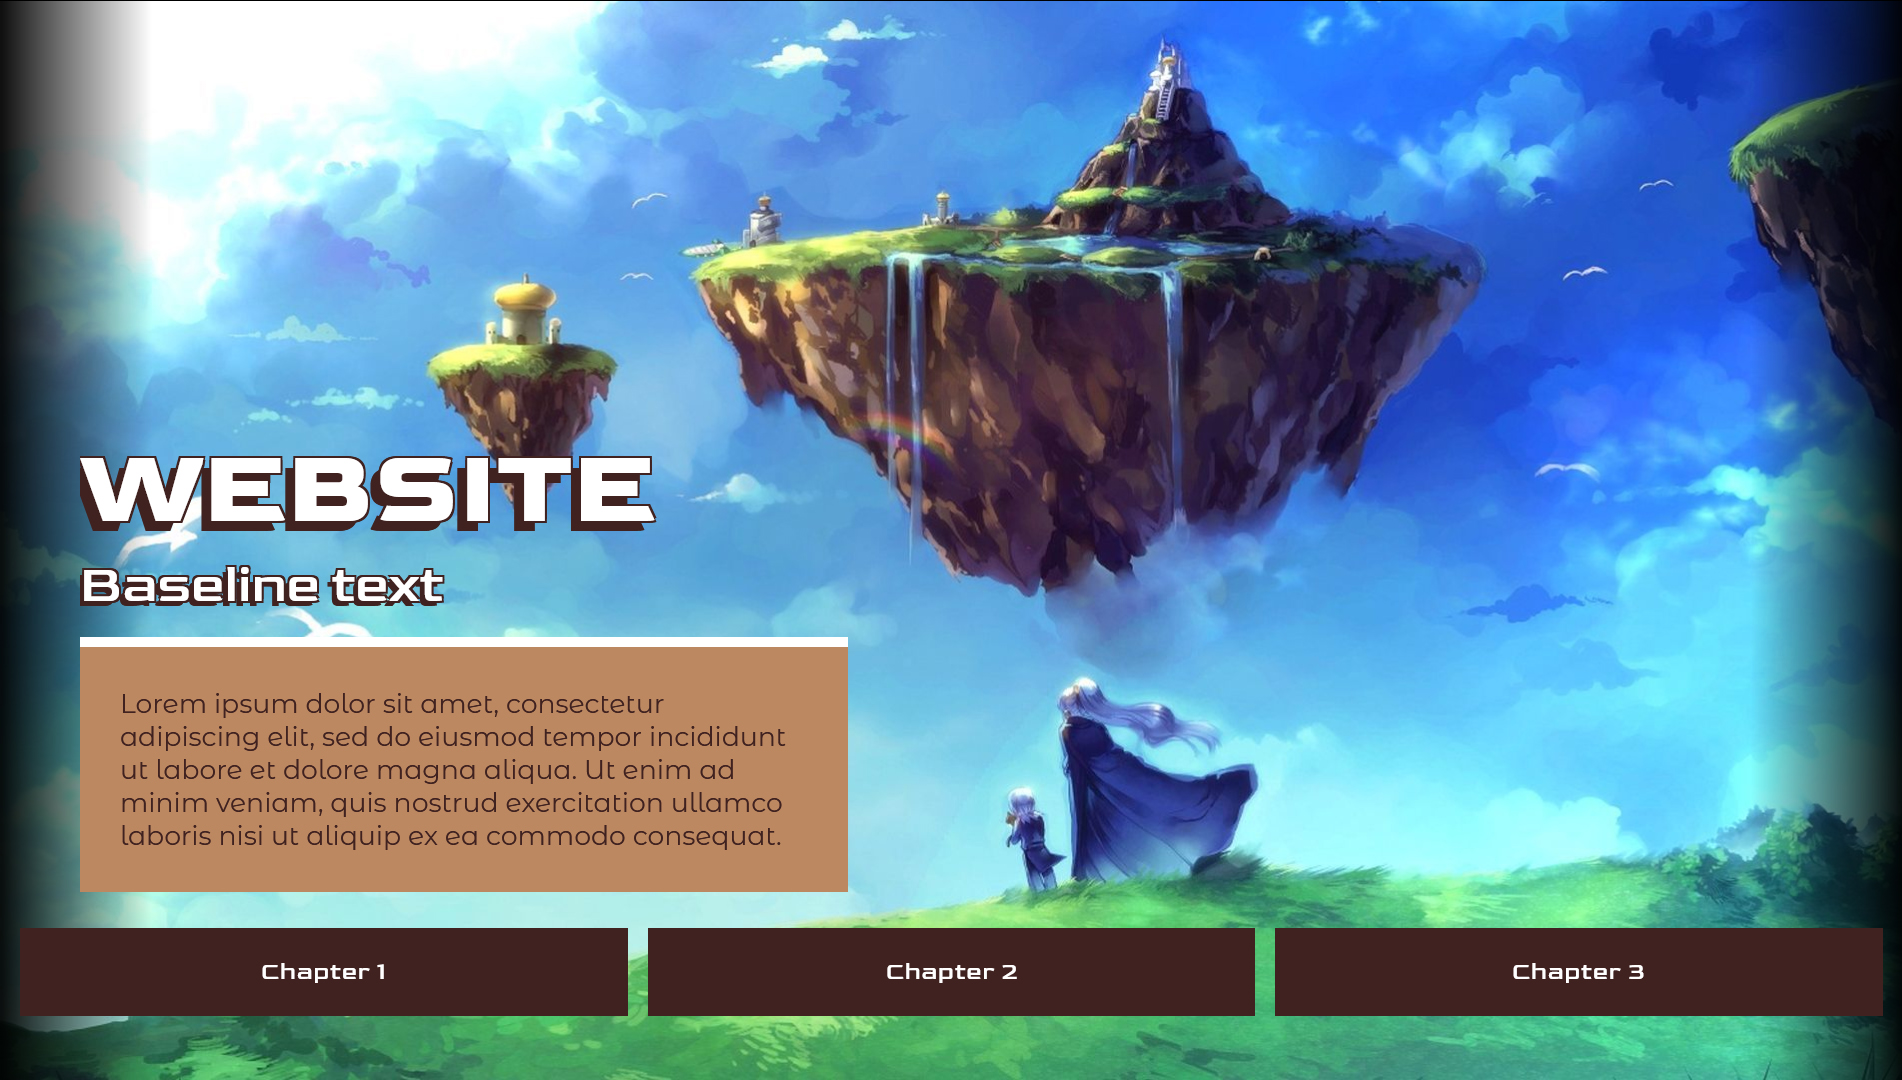 WEBSITE
Baseline text
Lorem ipsum dolor sit amet, consectetur
adipiscing elit, sed do eiusmod tempor incididunt
ut labore et dolore magna aliqua. Ut enim ad
minim veniam, quis nostrud exercitation ullamco
laboris nisi ut aliquip ex ea commodo consequat.
Chapter 1
Chapter 2
Chapter 3